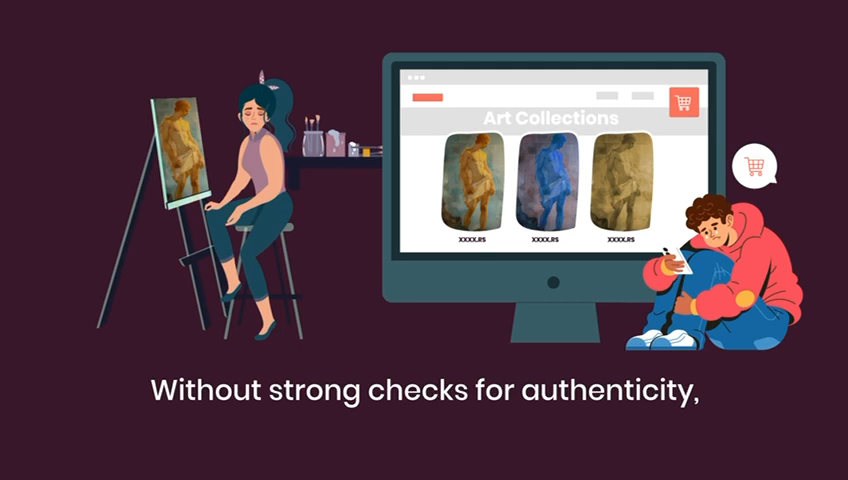 Art Collections
XXXX.RS
XXXX.RS
XXXX.RS
Without strong checks for authenticity,